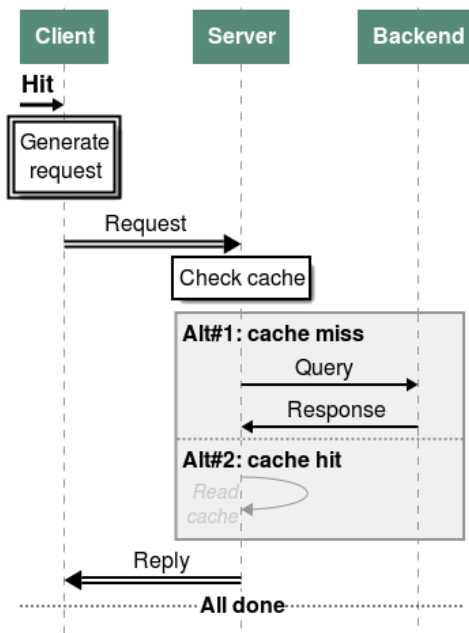 Client
Server
Backend
Hit
Generate
request
Request
Check cache
Alt#1: cache miss
Query
Response
Alt#2: cache hit
Read
cache
Reply
All done